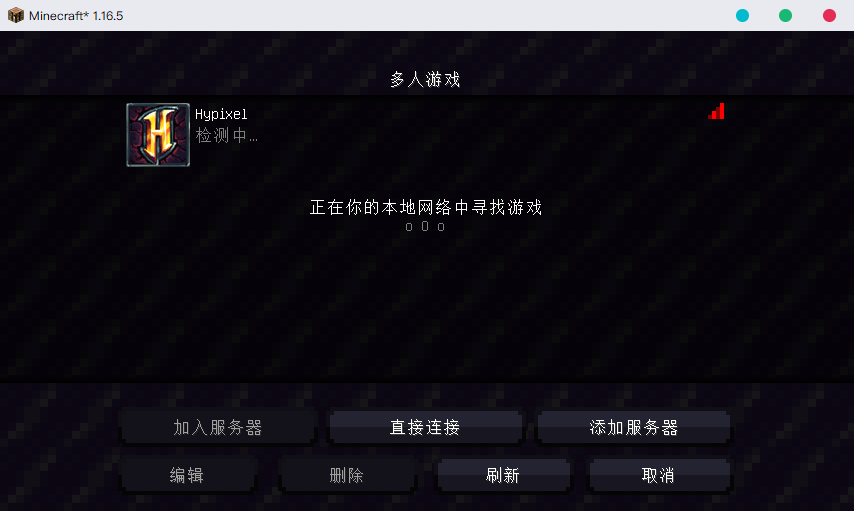 Minecraft* 1.16.5
多人游戏
Hypixel
检测中...
正在你的本地网络中寻找游戏
o O o
加入服务器 直接连接 添加服务器
编辑 删除 刷新 取消